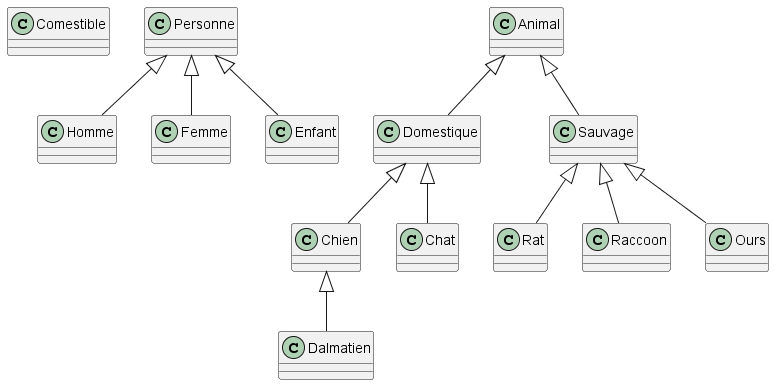 C Comestible
C Personne
C Animal
C Homme
C Femme
C Enfant
C Domestique
C Sauvage
C Chien
C Chat
C Rat
C Raccoon
C Ours
C Dalmatien